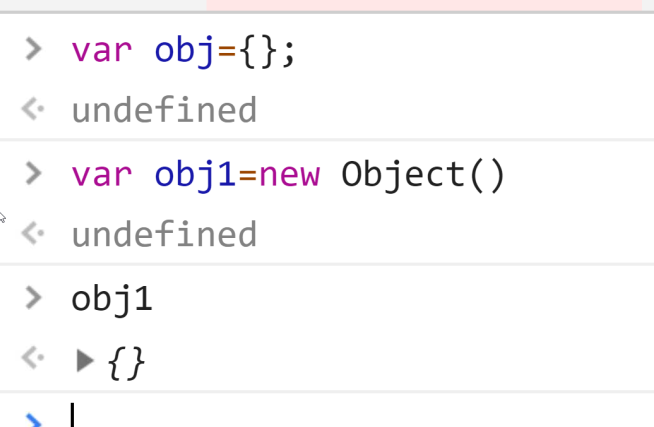 > var obj={};
undefined
> var obj1=new Object()
undefined
> obj1
{}
>